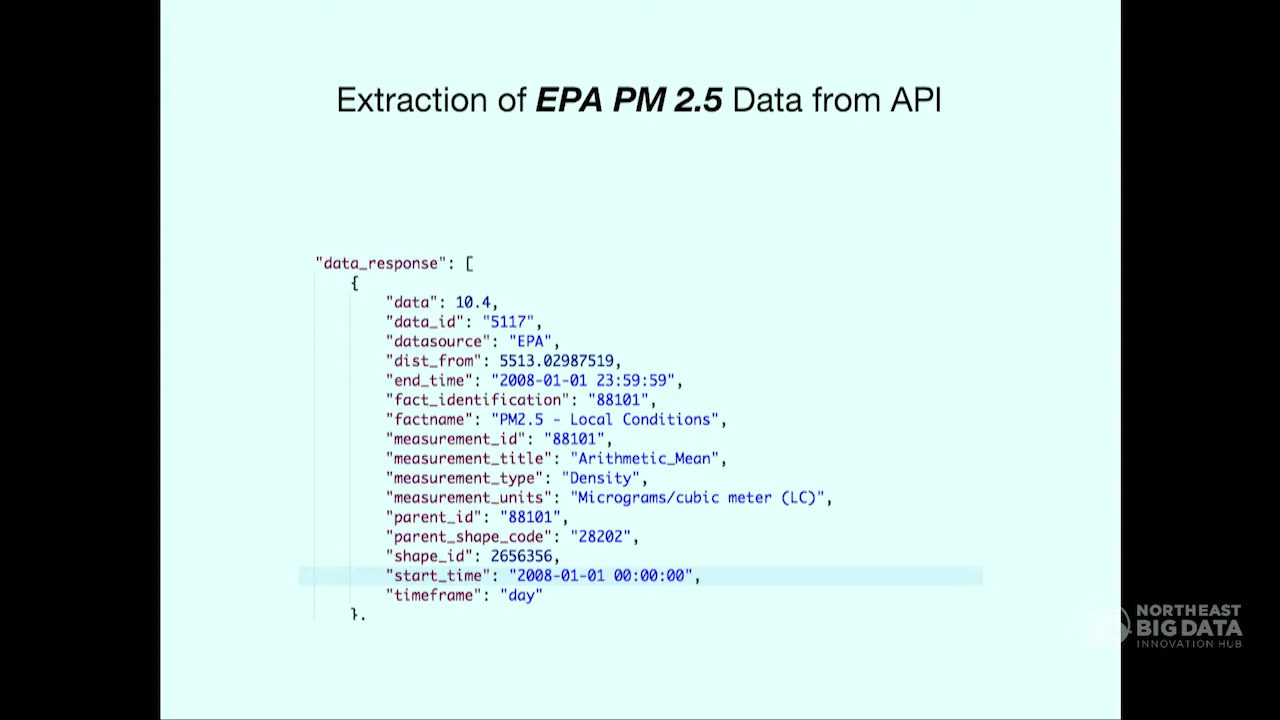 Extraction of EPA PM 2.5 Data from API
"data_response": [
{
"data": 10.4,
"data_id": "5117",
"datasource": "EPA",
"dist_from": 5513.02987519,
"end_time": "2008-01-01 23:59:59",
"fact_identification": "88101",
"factname": "PM2.5 - Local Conditions",
"measurement_id": "88101",
"measurement_title": "Arithmetic_Mean",
"measurement_type": "Density",
"measurement_units": "Micrograms/cubic meter (LC)",
"parent_id": "88101",
"parent_shape_code": "28202",
"shape_id": 2656356,
"start_time": "2008-01-01 00:00:00",
"timeframe": "day"
},
NORTHEAST
BIG DATA
INNOVATION HUB